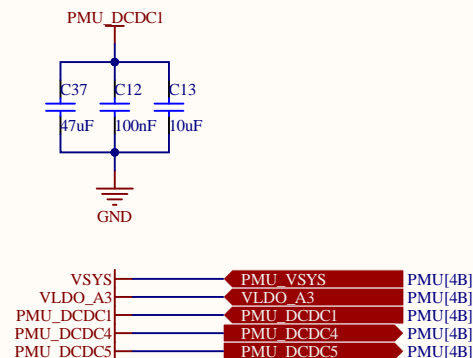 PMU_DCDC1
C37 C12 C13
47uF 100nF 10uF
GND
VSYS PMU_VSYS PMU[4B]
VLDO_A3 VLDO_A3 PMU[4B]
PMU_DCDC1 PMU_DCDC1 PMU[4B]
PMU_DCDC4 PMU_DCDC4 PMU[4B]
PMU_DCDC5 PMU_DCDC5 PMU[4B]